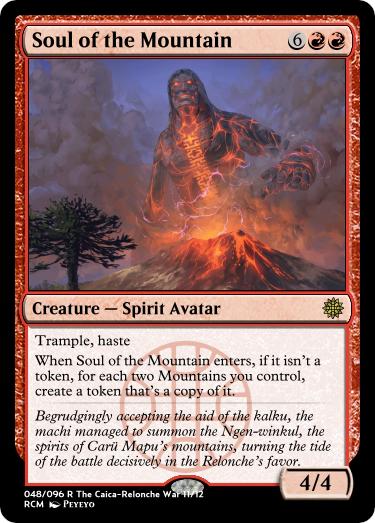 Soul of the Mountain 6
Creature — Spirit Avatar
Trample, haste
When Soul of the Mountain enters, if it isn't a
token, for each two Mountains you control,
create a token that's a copy of it.
Begrudgingly accepting the aid of the kalku, the
machi managed to summon the Ngen-winkul, the
spirits of Carü Mapu's mountains, turning the
tide of the battle decisively in the Relonche's favor.
4/4
048/096 R The Caica-Relonche War 11/12
RCM Peyeyo